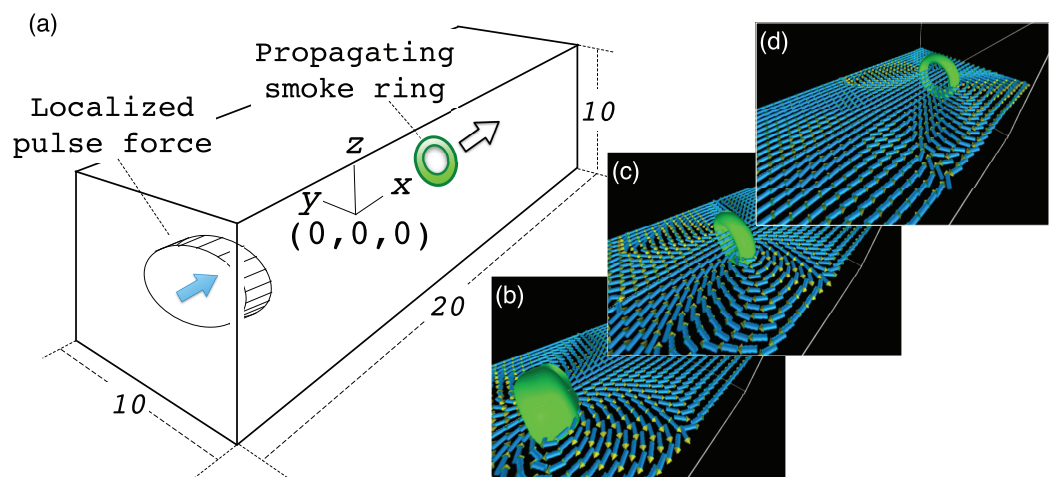 (a)
Propagating
smoke ring
Localized
pulse force
10
z
y
x
(0,0,0)
20
10
(b)
(c)
(d)